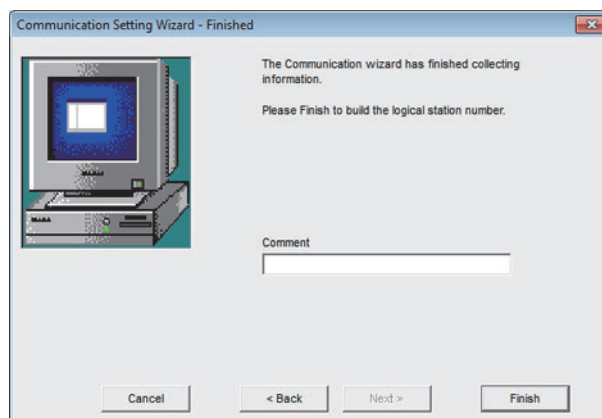 Communication Setting Wizard - Finished
The Communication wizard has finished collecting
information.
Please Finish to build the logical station number.
Comment
Cancel
< Back
Next >
Finish